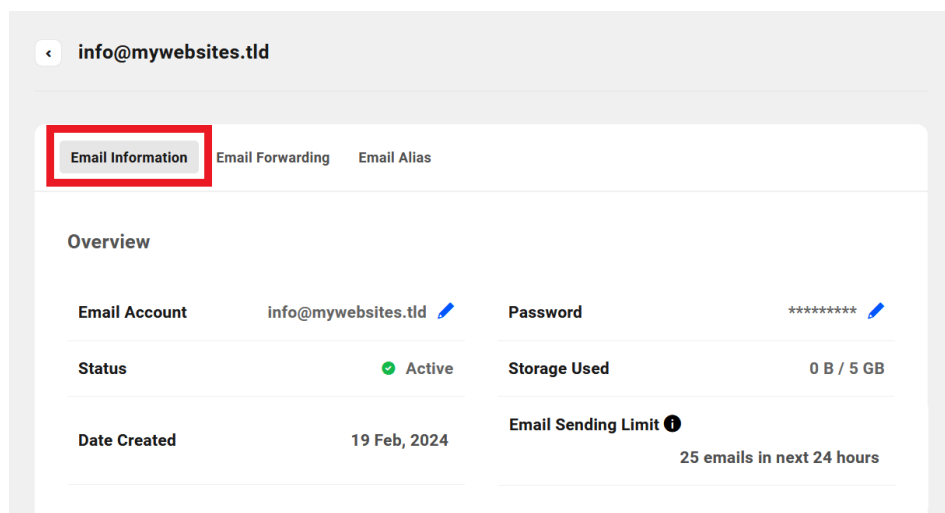 info@mywebsites.tld
Email Information Email Forwarding Email Alias
Overview
Email Account info@mywebsites.tld Password *********
Status Active Storage Used 0 B / 5 GB
Date Created 19 Feb, 2024 Email Sending Limit
25 emails in next 24 hours